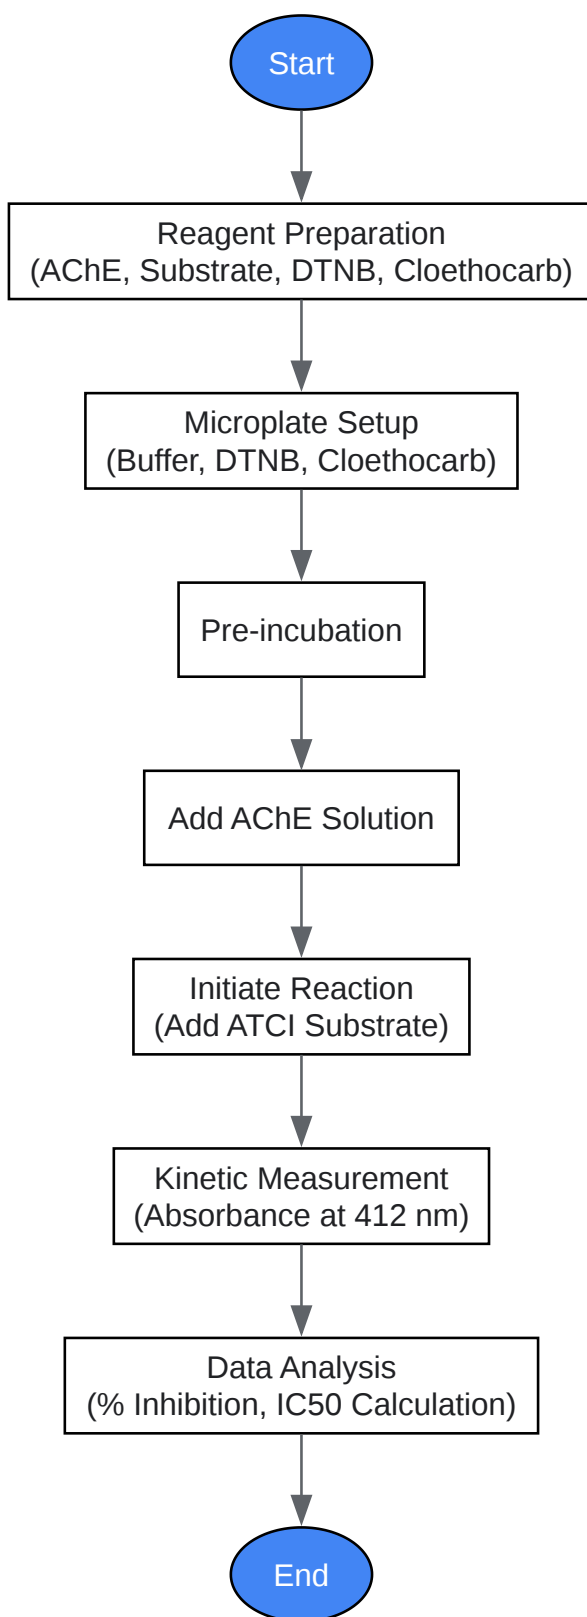 Start
Reagent Preparation
(AChE, Substrate, DTNB, Cloethocarb)
Microplate Setup
(Buffer, DTNB, Cloethocarb)
Pre-incubation
Add AChE Solution
Initiate Reaction
(Add ATCI Substrate)
Kinetic Measurement
(Absorbance at 412 nm)
Data Analysis
(% Inhibition, IC50 Calculation)
End